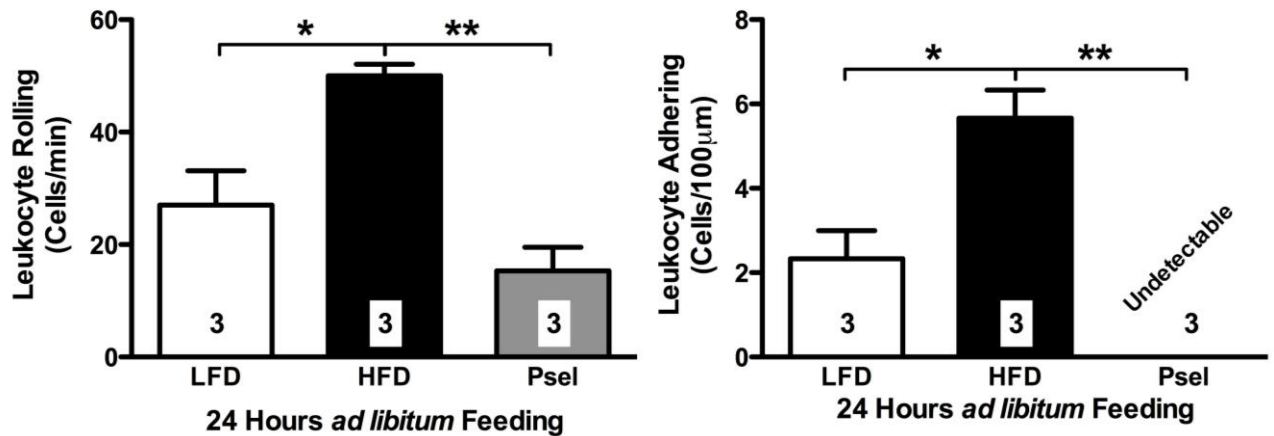 Leukocyte Rolling
(Cells/min)
60
40
20
0
*
**
3
3
3
LFD
HFD
Psel
24 Hours ad libitum Feeding
Leukocyte Adhering
(Cells/100μm)
8
6
4
2
0
*
**
Undetectable
3
3
3
LFD
HFD
Psel
24 Hours ad libitum Feeding